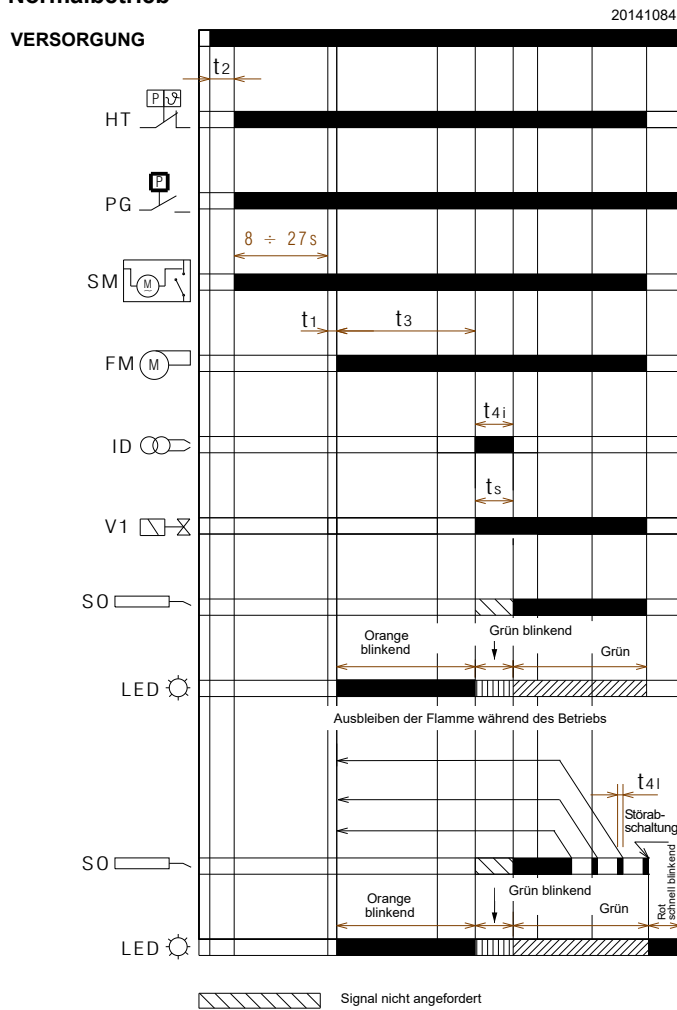 Normalbetrieb
20141084
VERSORGUNG
t2
P ϑ
HT
P
PG
8 ÷ 27s
SM
M
t1 t3
FM M
t4i
ID
ts
V1
SO
Orange
blinkend
Grün blinkend
Grün
LED
Ausbleiben der Flamme während des Betriebs
t4l
Störab-
schaltung
SO
Orange
blinkend
Grün blinkend
Grün
Rot
schnell blinkend
LED
Signal nicht angefordert